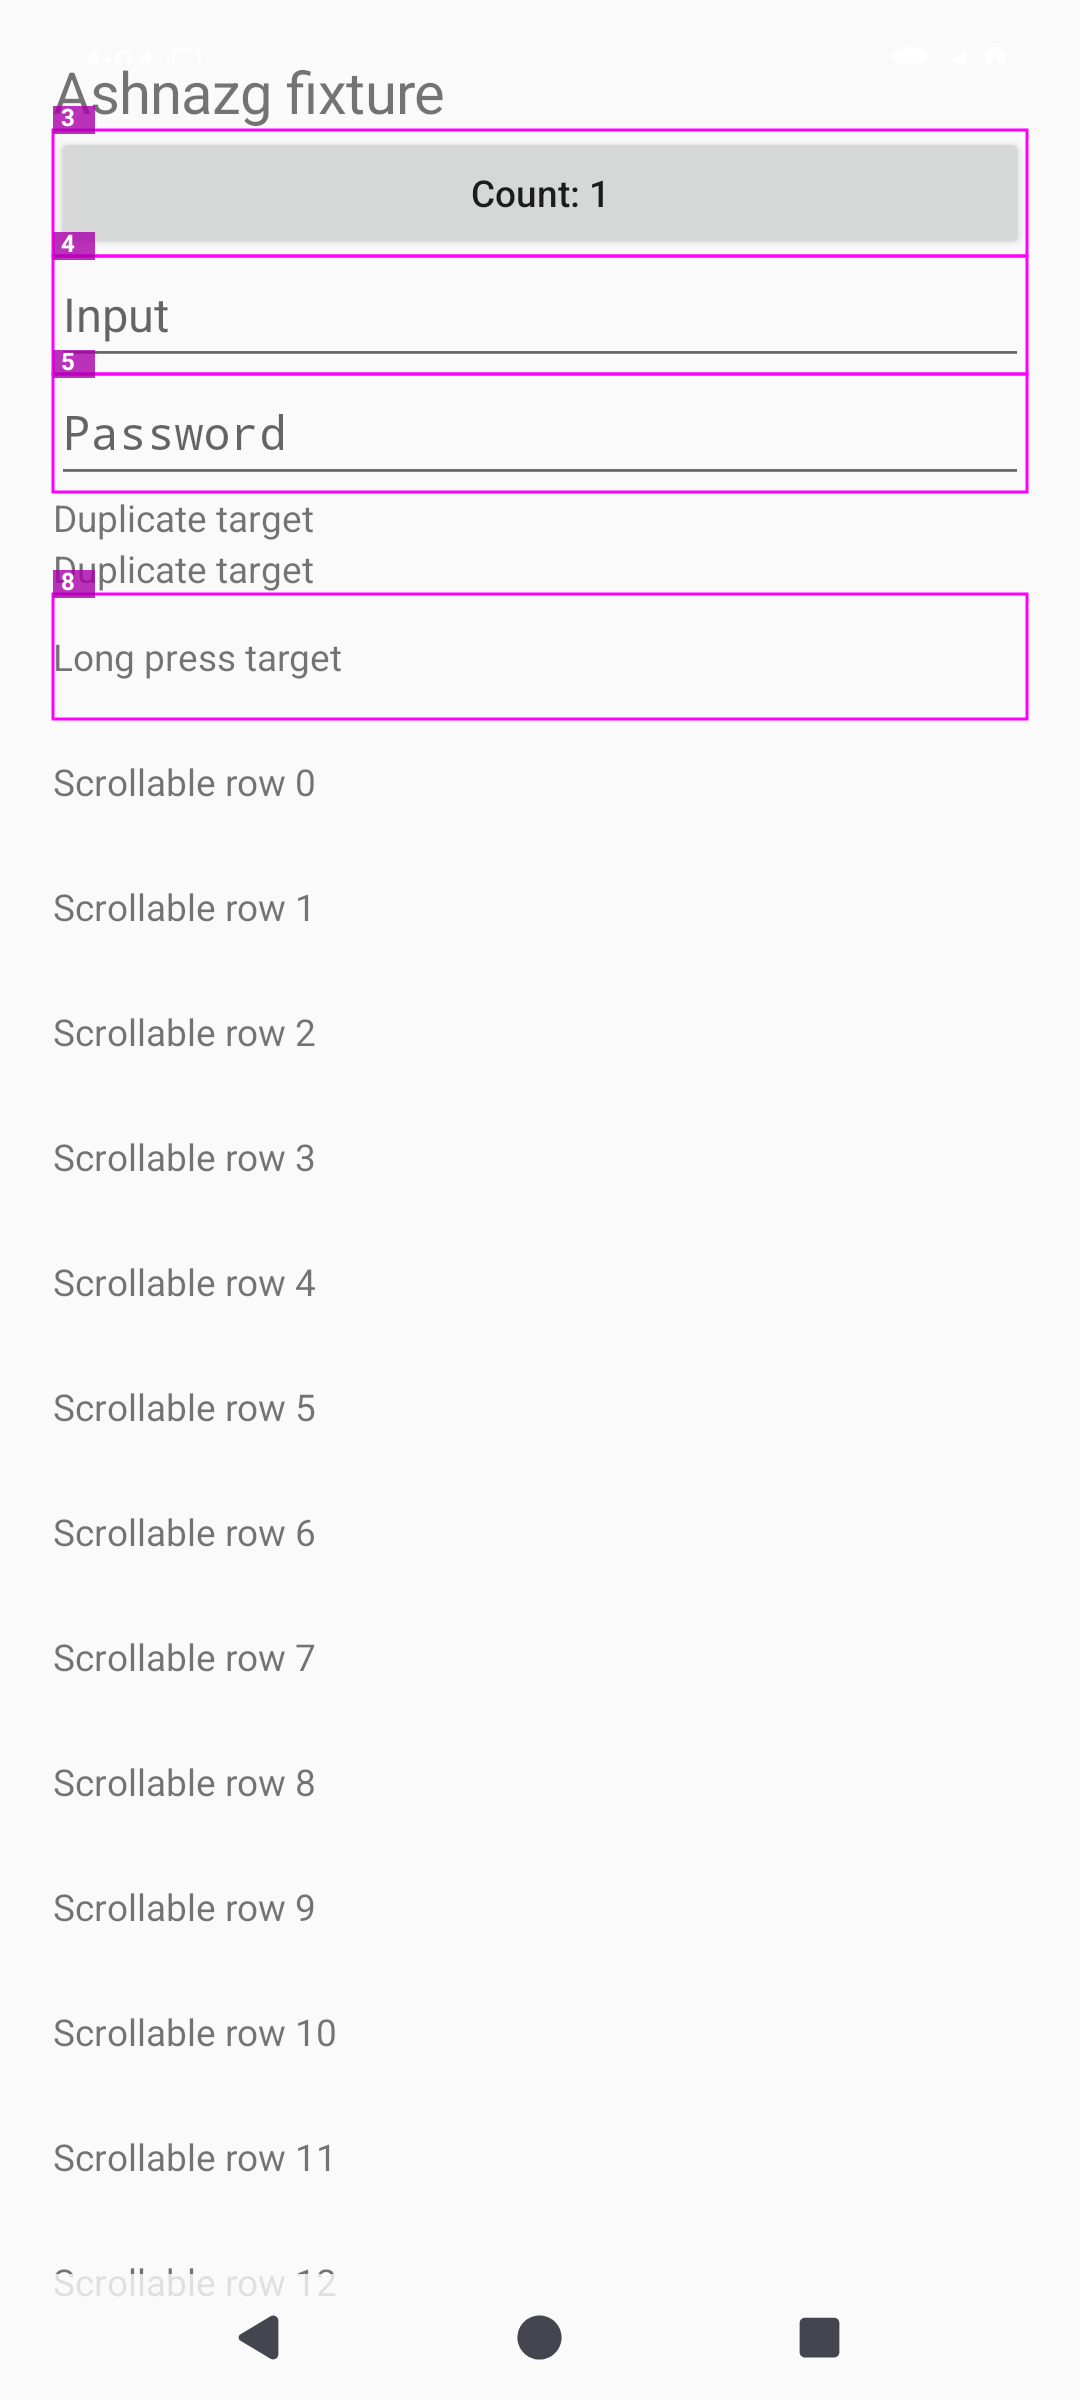 Ashnazg fixture
3
Count: 1
4
Input
5
Password
Duplicate target
Duplicate target
8
Long press target
Scrollable row 0
Scrollable row 1
Scrollable row 2
Scrollable row 3
Scrollable row 4
Scrollable row 5
Scrollable row 6
Scrollable row 7
Scrollable row 8
Scrollable row 9
Scrollable row 10
Scrollable row 11
Scrollable row 12